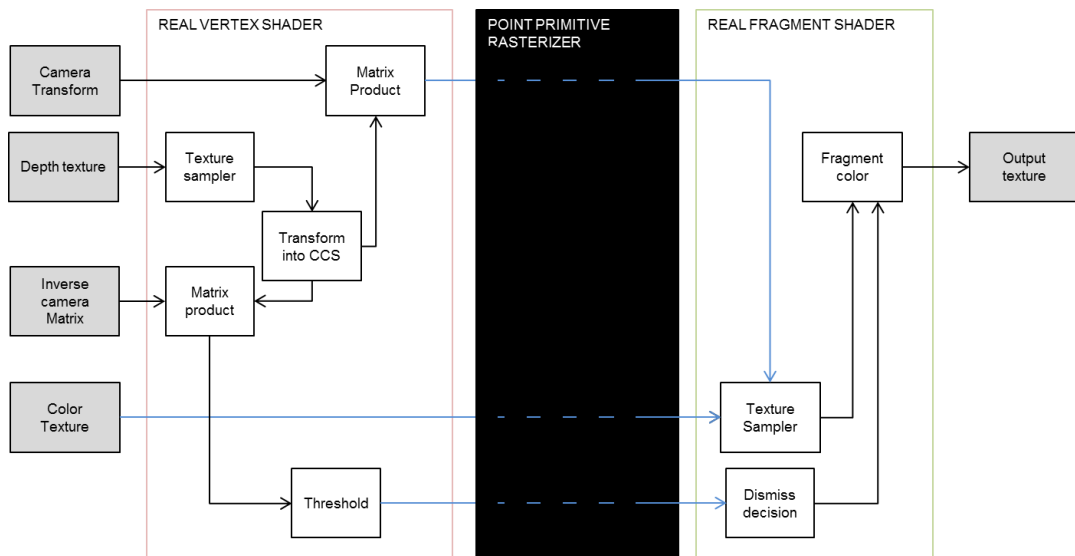 REAL VERTEX SHADER
POINT PRIMITIVE
RASTERIZER
REAL FRAGMENT SHADER
Camera
Transform
Matrix
Product
Depth texture
Texture
sampler
Fragment
color
Output
texture
Transform
into CCS
Inverse
camera
Matrix
Matrix
product
Color
Texture
Texture
Sampler
Threshold
Dismiss
decision